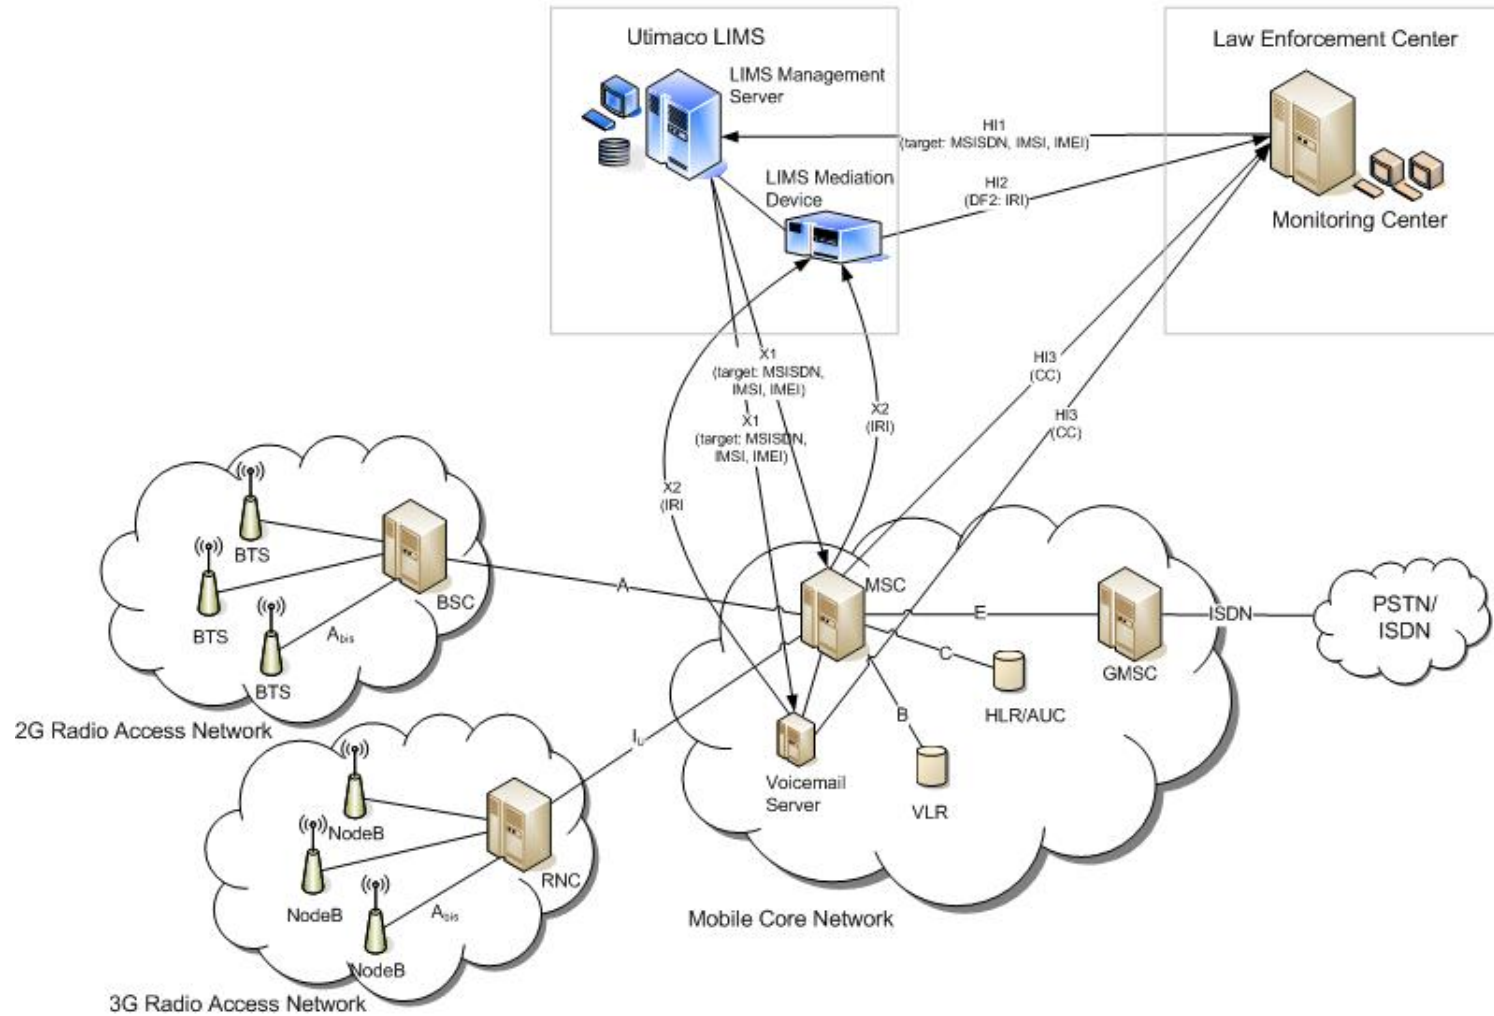 Utimaco LIMS
LIMS Management
Server
LIMS Mediation
Device
Law Enforcement Center
Monitoring Center
HI1
(target: MSISDN, IMSI, IMEI)
HI2
(DF2: IRI)
X1
(target: MSISDN,
IMSI, IMEI)
X1
(target: MSISDN,
IMSI, IMEI)
X2
(IRI)
X2
(IRI
HI3
(CC)
HI3
(CC)
BTS
BTS
BTS
BSC
Abis
2G Radio Access Network
A
NodeB
NodeB
NodeB
RNC
Abis
3G Radio Access Network
Iu
MSC
E
C
B
GMSC
HLR/AUC
VLR
Voicemail
Server
Mobile Core Network
ISDN
PSTN/
ISDN